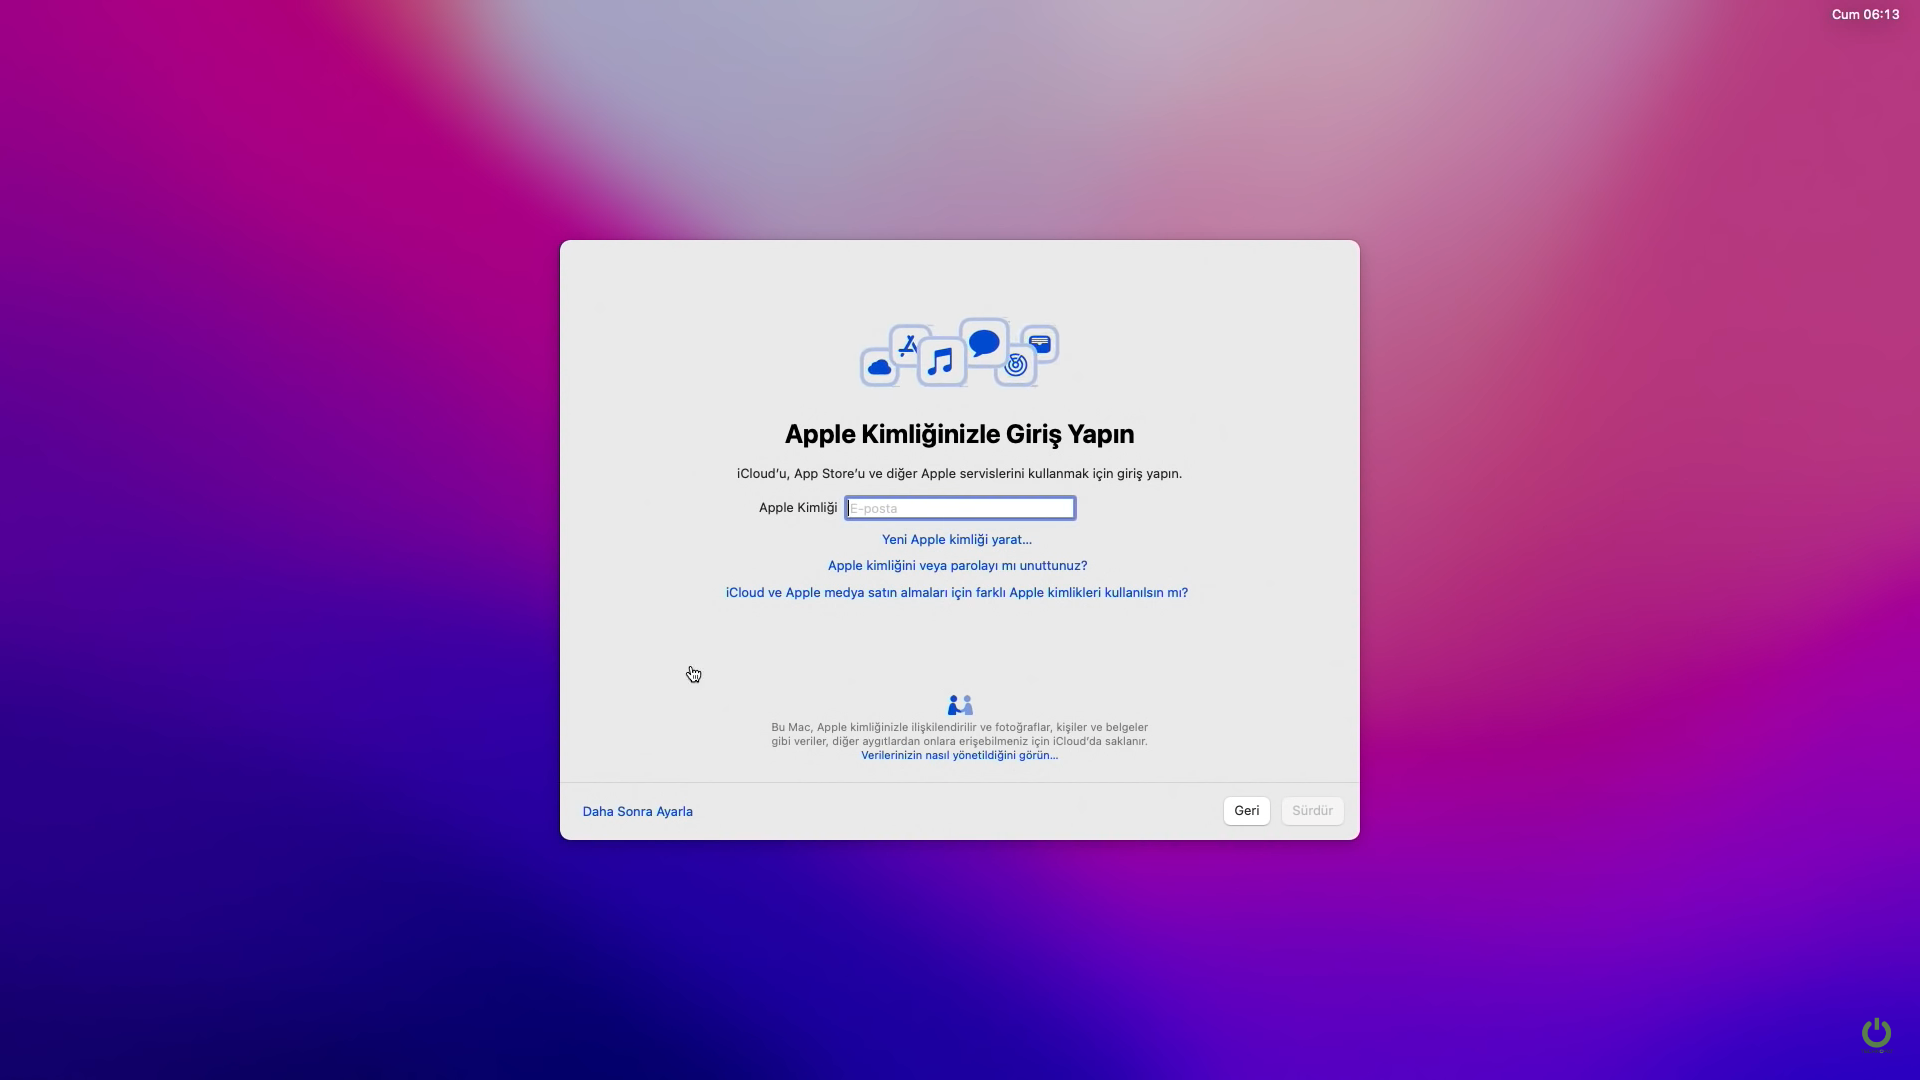 Cum 06:13
Apple Kimliğinizle Giriş Yapın
iCloud'u, App Store'u ve diğer Apple servislerini kullanmak için giriş yapın.
Apple Kimliği E-posta
Yeni Apple kimliği yarat...
Apple kimliğini veya parolayı mı unuttunuz?
iCloud ve Apple medya satın almaları için farklı Apple kimlikleri kullanılsın mı?
Bu Mac, Apple kimliğinizle ilişkilendirilir ve fotoğraflar, kişiler ve belgeler
gibi veriler, diğer aygıtlardan onlara erişebilmeniz için iCloud'da saklanır.
Verilerinizin nasıl yönetildiğini görün...
Daha Sonra Ayarla Geri Sürdür